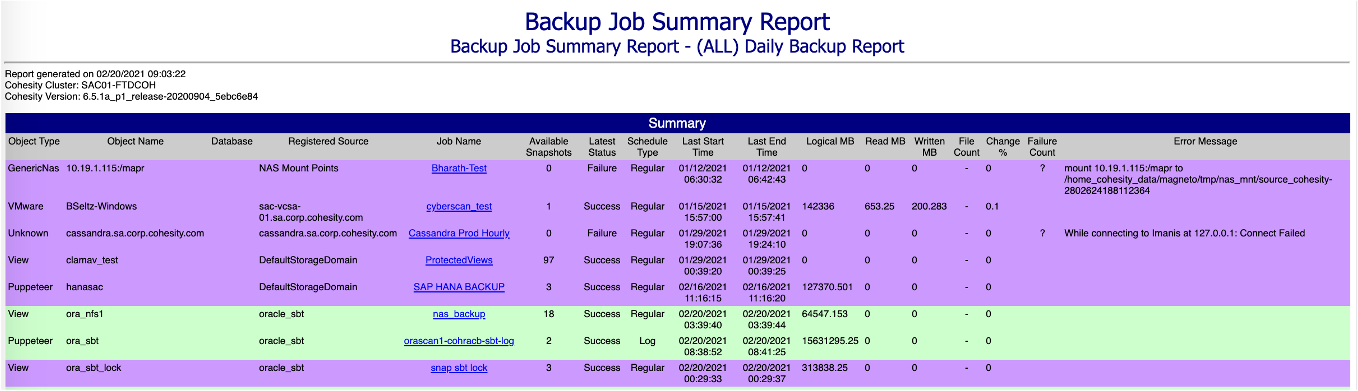 Backup Job Summary Report
Backup Job Summary Report - (ALL) Daily Backup Report
Report generated on 02/20/2021 09:03:22
Cohesity Cluster: SAC01-FTDCOH
Cohesity Version: 6.5.1a_p1_release-20200904_5ebc6e84
Summary
Object Type Object Name Database Registered Source Job Name Available Snapshots Latest Status Schedule Type Last Start Time Last End Time Logical MB Read MB Written MB File Count Change % Failure Count Error Message
GenericNas 10.19.1.115:/mapr NAS Mount Points Bharath-Test 0 Failure Regular 01/12/2021 06:30:32 01/12/2021 06:42:43 0 0 0 - 0 ? mount 10.19.1.115:/mapr to /home_cohesity_data/magneto/tmp/nas_mnt/source_cohesity-2802624188112364
VMware BSeltz-Windows sac-vcsa-01.sa.corp.cohesity.com cyberscan_test 1 Success Regular 01/15/2021 15:57:00 01/15/2021 15:57:41 142336 653.25 200.283 - 0.1
Unknown cassandra.sa.corp.cohesity.com cassandra.sa.corp.cohesity.com Cassandra Prod Hourly 0 Failure Regular 01/29/2021 19:07:36 01/29/2021 19:24:10 0 0 0 - 0 ? While connecting to Imanis at 127.0.0.1: Connect Failed
View clamav_test DefaultStorageDomain ProtectedViews 97 Success Regular 01/29/2021 00:39:20 01/29/2021 00:39:25 0 0 0 - 0
Puppeteer hanasac DefaultStorageDomain SAP HANA BACKUP 3 Success Regular 02/16/2021 11:16:15 02/16/2021 11:16:20 127370.501 0 0 - 0
View ora_nfs1 oracle_sbt nas_backup 18 Success Regular 02/20/2021 03:39:40 02/20/2021 03:39:44 64547.153 0 0 - 0
Puppeteer ora_sbt oracle_sbt orascan1-cohracb-sbt-log 2 Success Log 02/20/2021 08:38:52 02/20/2021 08:41:25 15631295.25 0 0 - 0
View ora_sbt_lock oracle_sbt snap sbt lock 3 Success Regular 02/20/2021 00:29:33 02/20/2021 00:29:37 313838.25 0 0 - 0